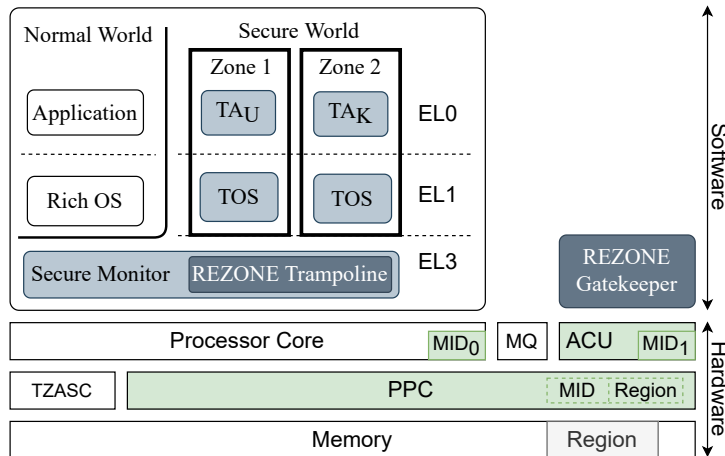 Normal World
Secure World
Zone 1
Zone 2
Application
TAU
TAK
EL0
Rich OS
TOS
TOS
EL1
Secure Monitor
REZONE Trampoline
EL3
REZONE
Gatekeeper
Software
Processor Core
MID0
MQ
ACU
MID1
TZASC
PPC
MID
Region
Memory
Region
Hardware